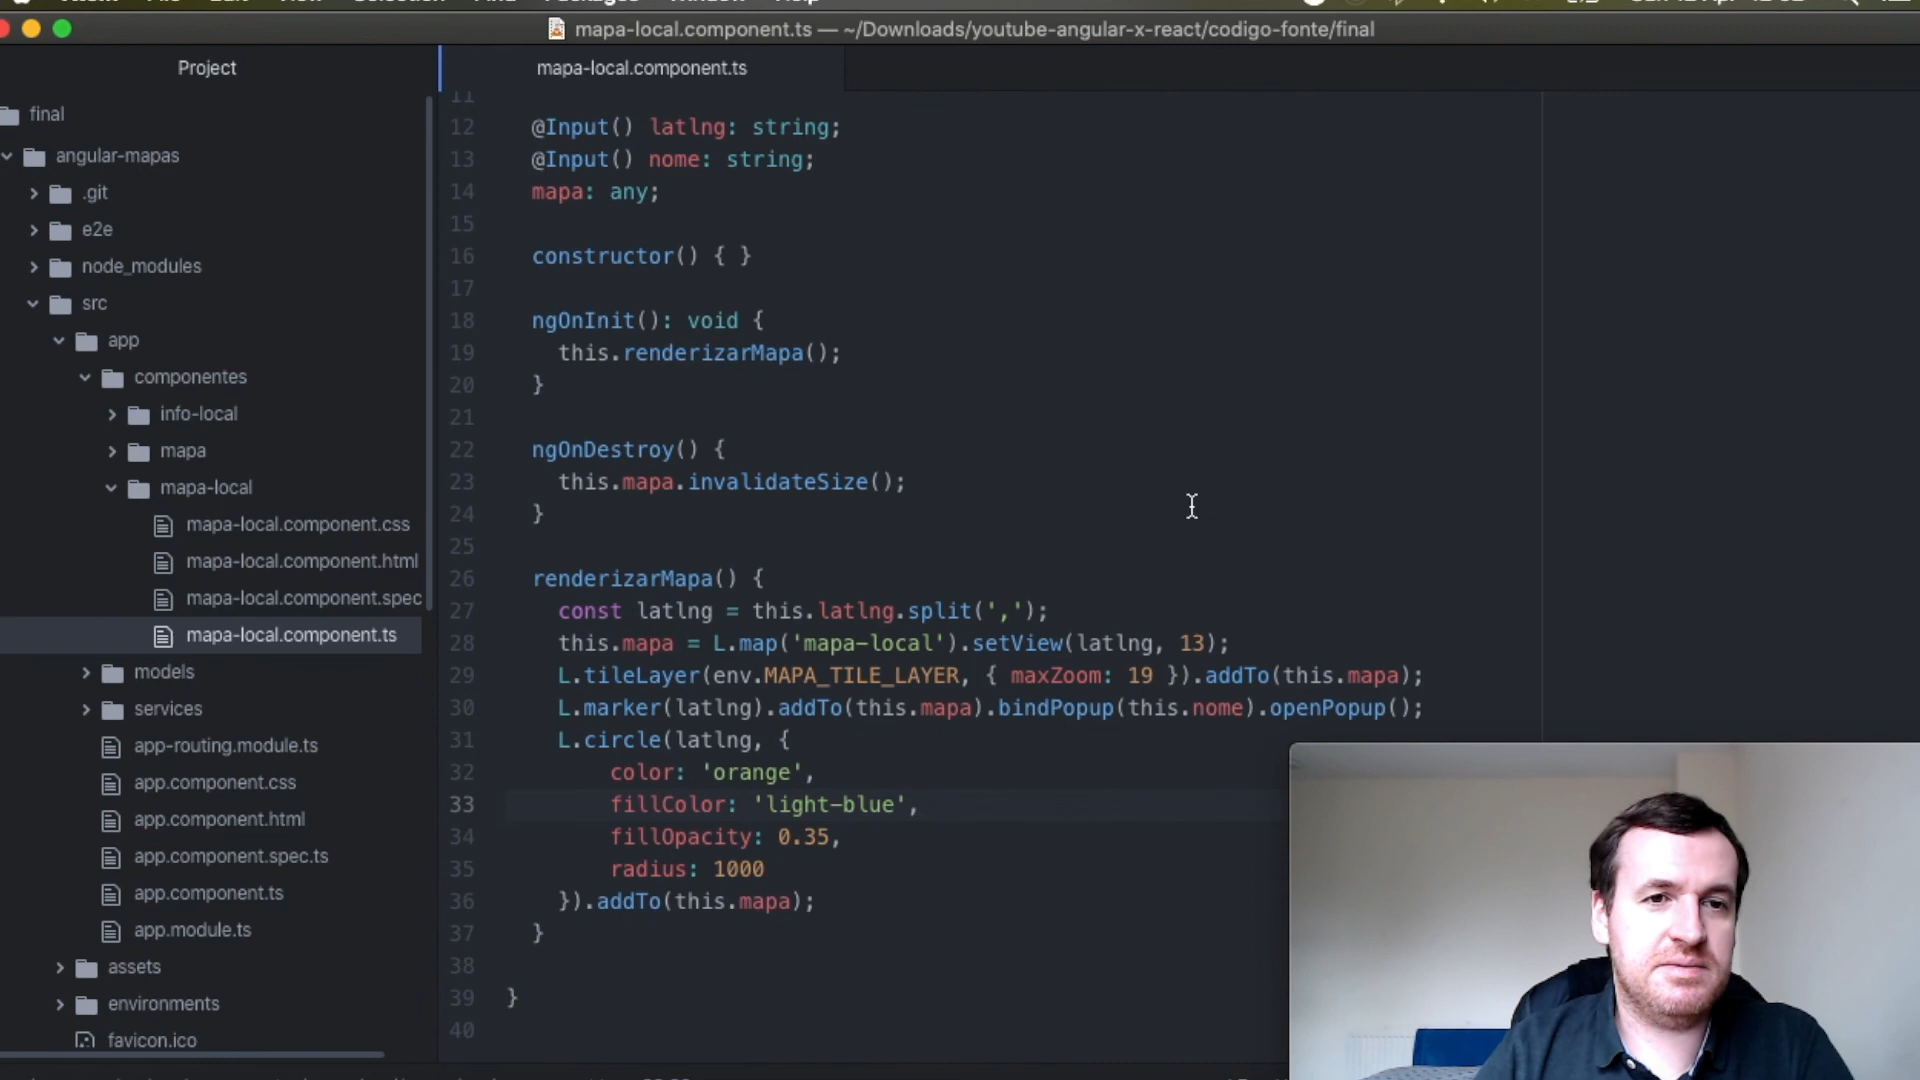 mapa-local.component.ts — ~/Downloads/youtube-angular-x-react/codigo-fonte/final
Project
final
angular-mapas
.git
e2e
node_modules
src
app
componentes
info-local
mapa
mapa-local
mapa-local.component.css
mapa-local.component.html
mapa-local.component.spec
mapa-local.component.ts
models
services
app-routing.module.ts
app.component.css
app.component.html
app.component.spec.ts
app.component.ts
app.module.ts
assets
environments
favicon.ico
mapa-local.component.ts
11
12 @Input() latlng: string;
13 @Input() nome: string;
14 mapa: any;
15
16 constructor() { }
17
18 ngOnInit(): void {
19 this.renderizarMapa();
20 }
21
22 ngOnDestroy() {
23 this.mapa.invalidateSize();
24 }
25
26 renderizarMapa() {
27 const latlng = this.latlng.split(',');
28 this.mapa = L.map('mapa-local').setView(latlng, 13);
29 L.tileLayer(env.MAPA_TILE_LAYER, { maxZoom: 19 }).addTo(this.mapa);
30 L.marker(latlng).addTo(this.mapa).bindPopup(this.nome).openPopup();
31 L.circle(latlng, {
32 color: 'orange',
33 fillColor: 'light-blue',
34 fillOpacity: 0.35,
35 radius: 1000
36 }).addTo(this.mapa);
37 }
38
39 }
40